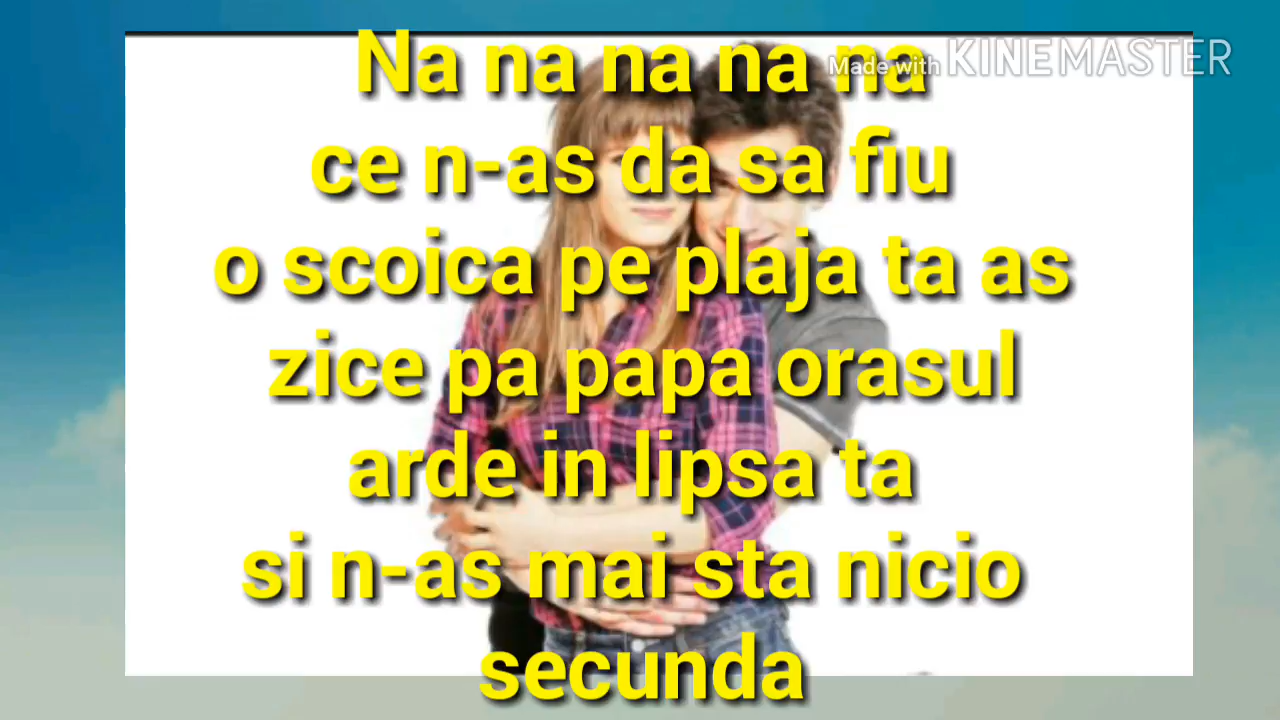 Na na na na na
Made with KINEMASTER
ce n-as da sa fiu
o scoica pe plaja ta as
zice pa papa orasul
arde in lipsa ta
si n-as mai sta nicio
secunda